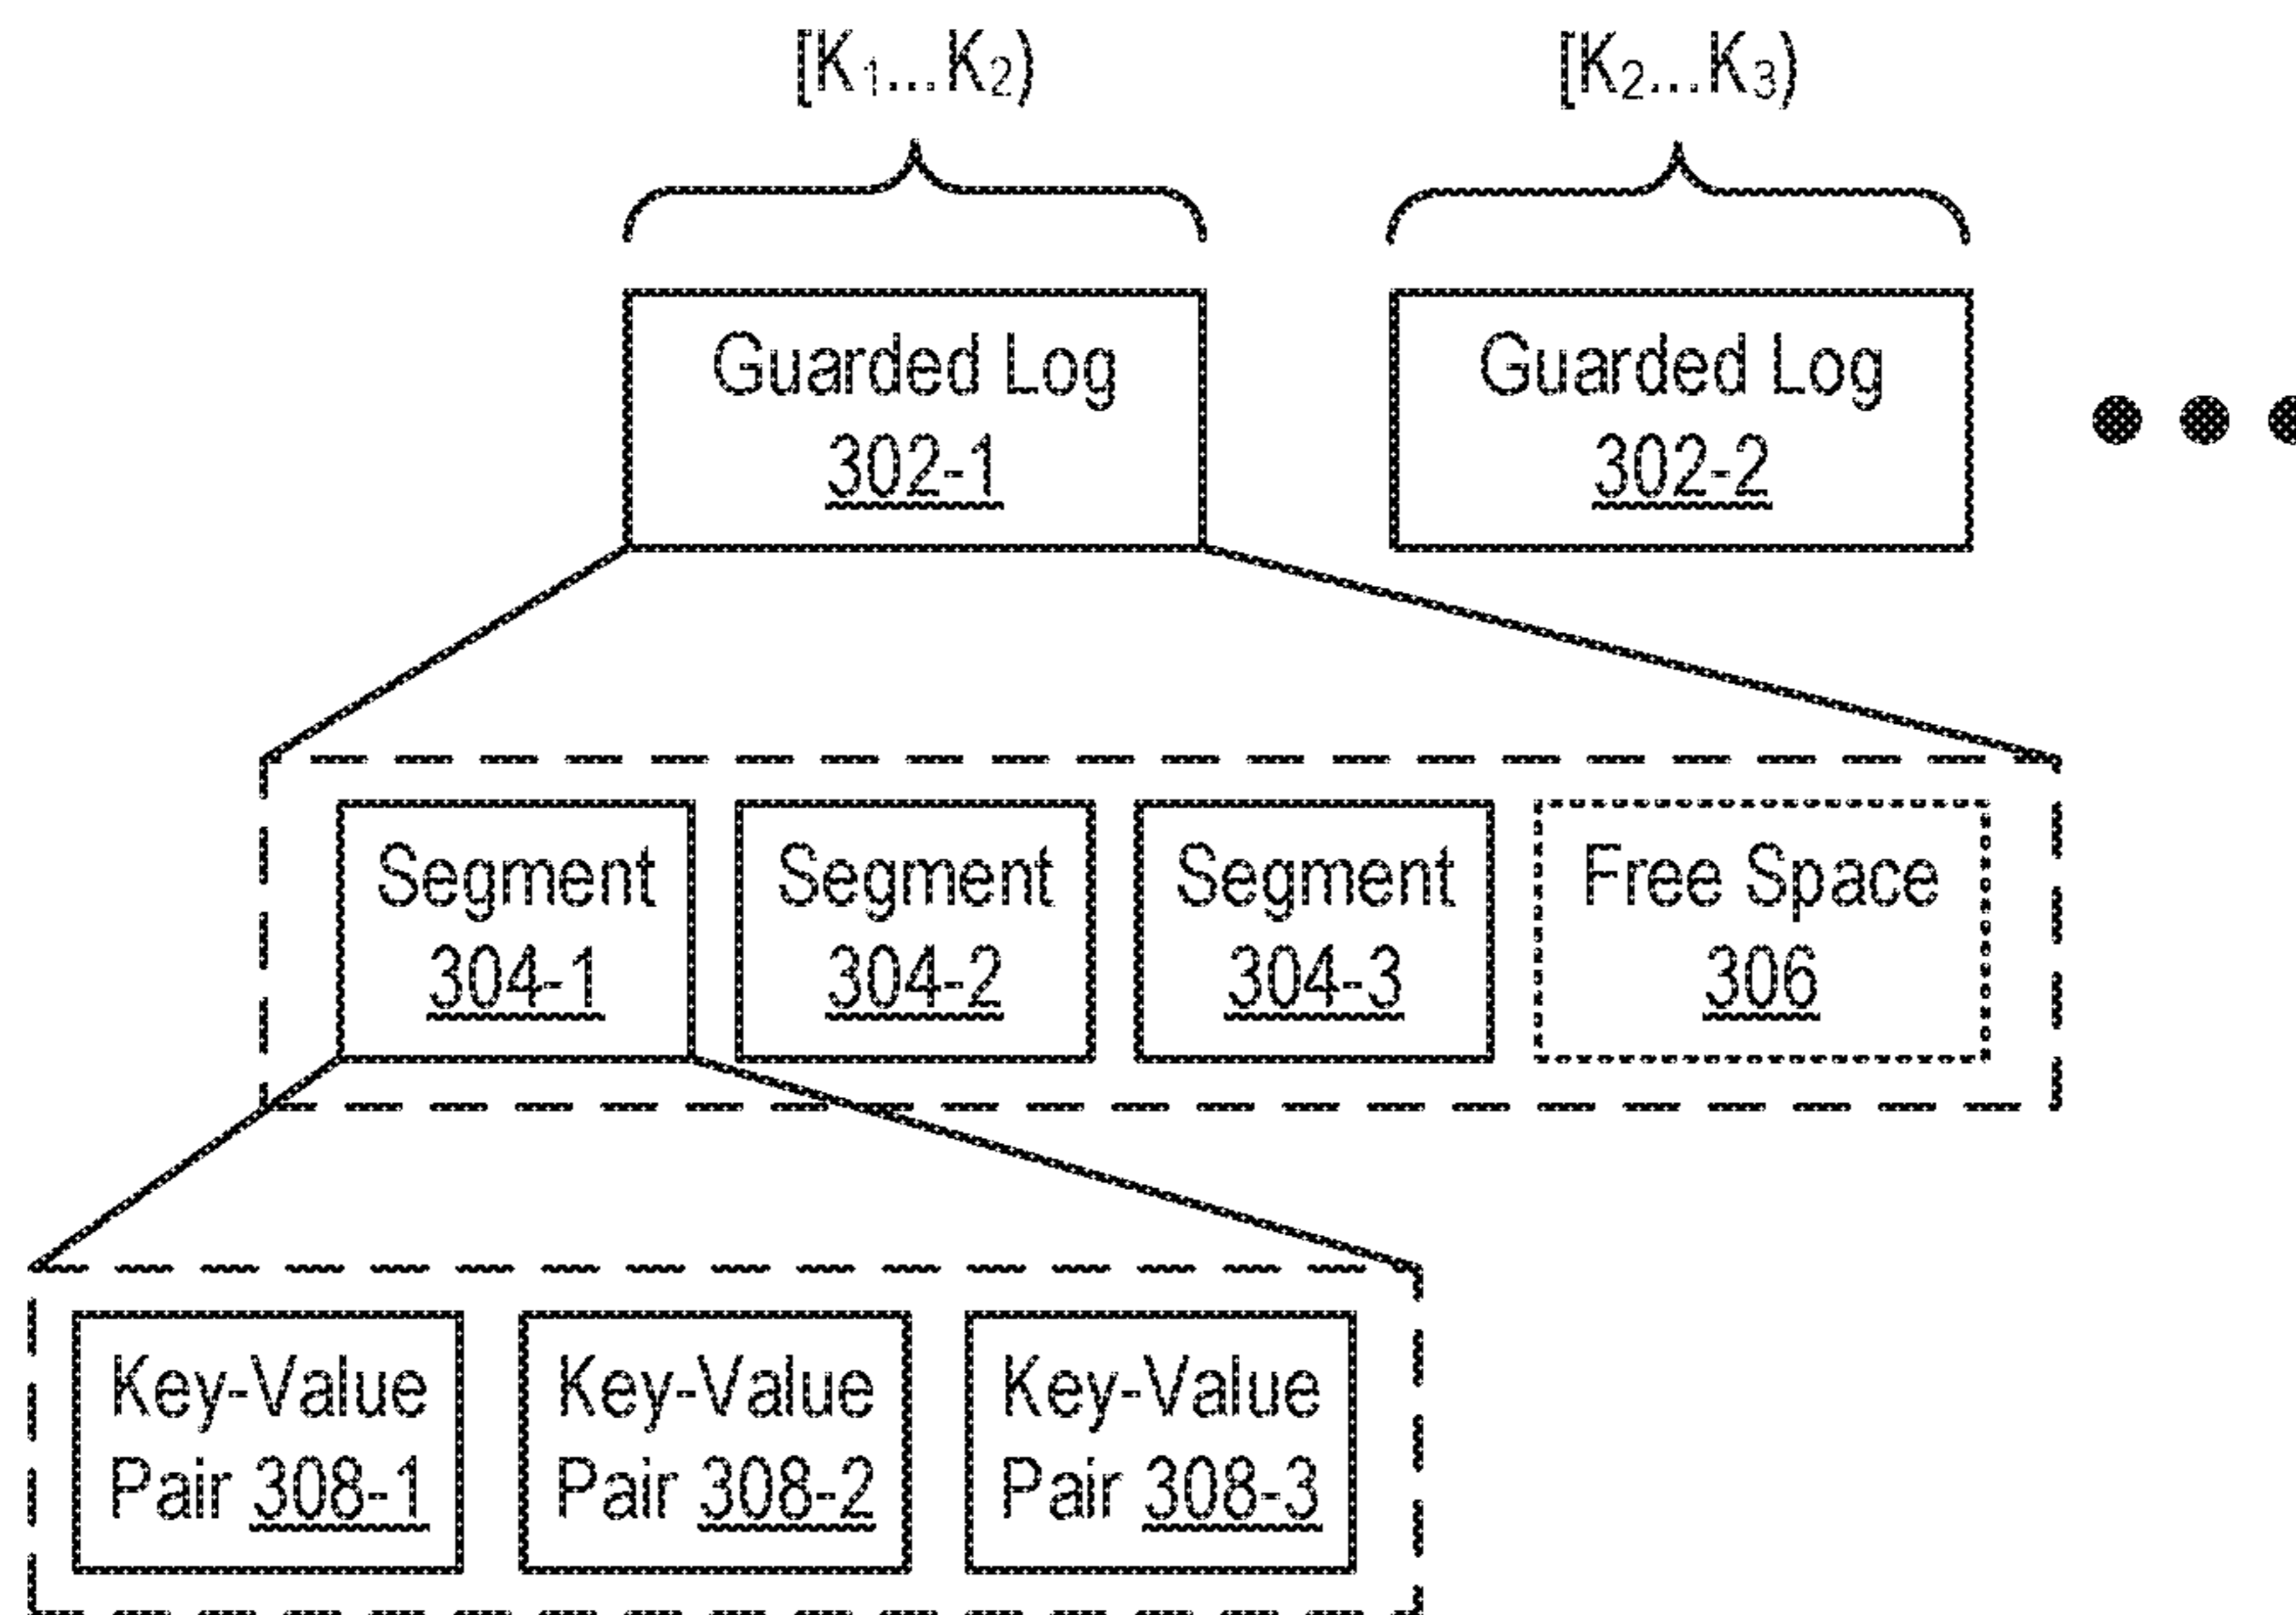 [K₁...K₂)
[K₂...K₃)
Guarded Log
302-1
Guarded Log
302-2
Segment
304-1
Segment
304-2
Segment
304-3
Free Space
306
Key-Value
Pair 308-1
Key-Value
Pair 308-2
Key-Value
Pair 308-3